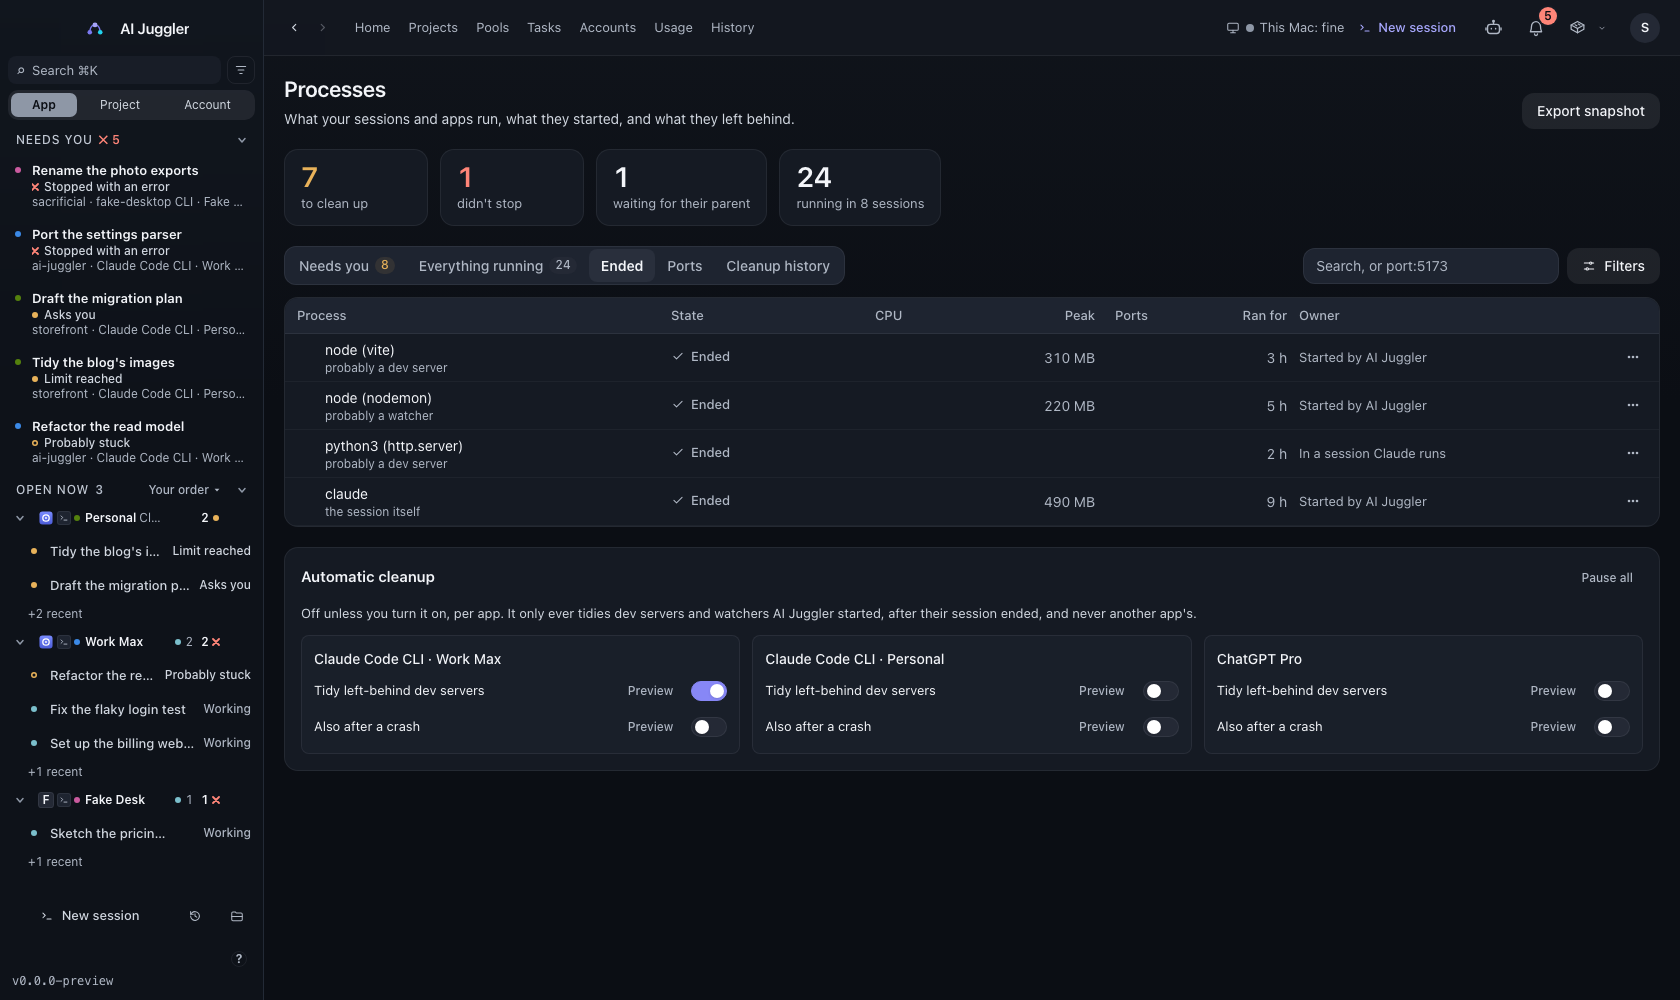 AI Juggler
Search ⌘K
App Project Account
NEEDS YOU 5
Rename the photo exports
Stopped with an error
sacrificial · fake-desktop CLI · Fake ...
Port the settings parser
Stopped with an error
ai-juggler · Claude Code CLI · Work ...
Draft the migration plan
Asks you
storefront · Claude Code CLI · Perso...
Tidy the blog's images
Limit reached
storefront · Claude Code CLI · Perso...
Refactor the read model
Probably stuck
ai-juggler · Claude Code CLI · Work ...
OPEN NOW 3 Your order
Personal Cl... 2
Tidy the blog's i... Limit reached
Draft the migration p... Asks you
+2 recent
Work Max 2 2
Refactor the re... Probably stuck
Fix the flaky login test Working
Set up the billing web... Working
+1 recent
F Fake Desk 1 1
Sketch the pricin... Working
+1 recent
New session
?
v0.0.0-preview
Home Projects Pools Tasks Accounts Usage History
This Mac: fine New session 5 S
Processes
What your sessions and apps run, what they started, and what they left behind.
Export snapshot
7 to clean up
1 didn't stop
1 waiting for their parent
24 running in 8 sessions
Needs you 8 Everything running 24 Ended Ports Cleanup history
Search, or port:5173 Filters
Process State CPU Peak Ports Ran for Owner
node (vite) Ended 310 MB 3 h Started by AI Juggler
probably a dev server
node (nodemon) Ended 220 MB 5 h Started by AI Juggler
probably a watcher
python3 (http.server) Ended 2 h In a session Claude runs
probably a dev server
claude Ended 490 MB 9 h Started by AI Juggler
the session itself
Automatic cleanup Pause all
Off unless you turn it on, per app. It only ever tidies dev servers and watchers AI Juggler started, after their session ended, and never another app's.
Claude Code CLI · Work Max
Tidy left-behind dev servers Preview
Also after a crash Preview
Claude Code CLI · Personal
Tidy left-behind dev servers Preview
Also after a crash Preview
ChatGPT Pro
Tidy left-behind dev servers Preview
Also after a crash Preview